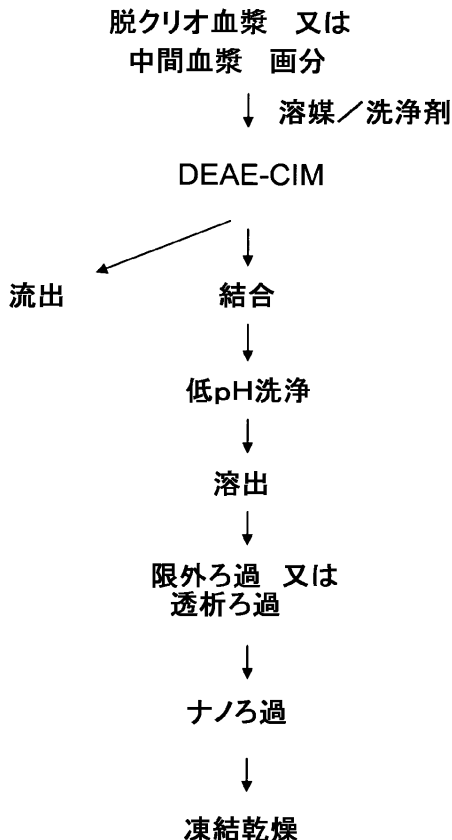 脱クリオ血漿　又は
中間血漿　画分
溶媒／洗浄剤
DEAE-CIM
流出
結合
低pH洗浄
溶出
限外ろ過　又は
透析ろ過
ナノろ過
凍結乾燥